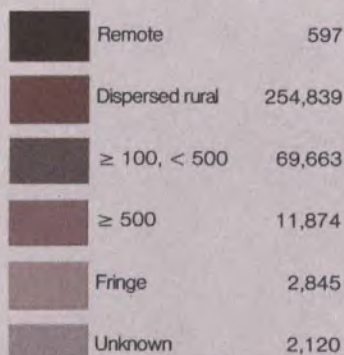 Remote 597
Dispersed rural 254,839
≥ 100, < 500 69,663
≥ 500 11,874
Fringe 2,845
Unknown 2,120